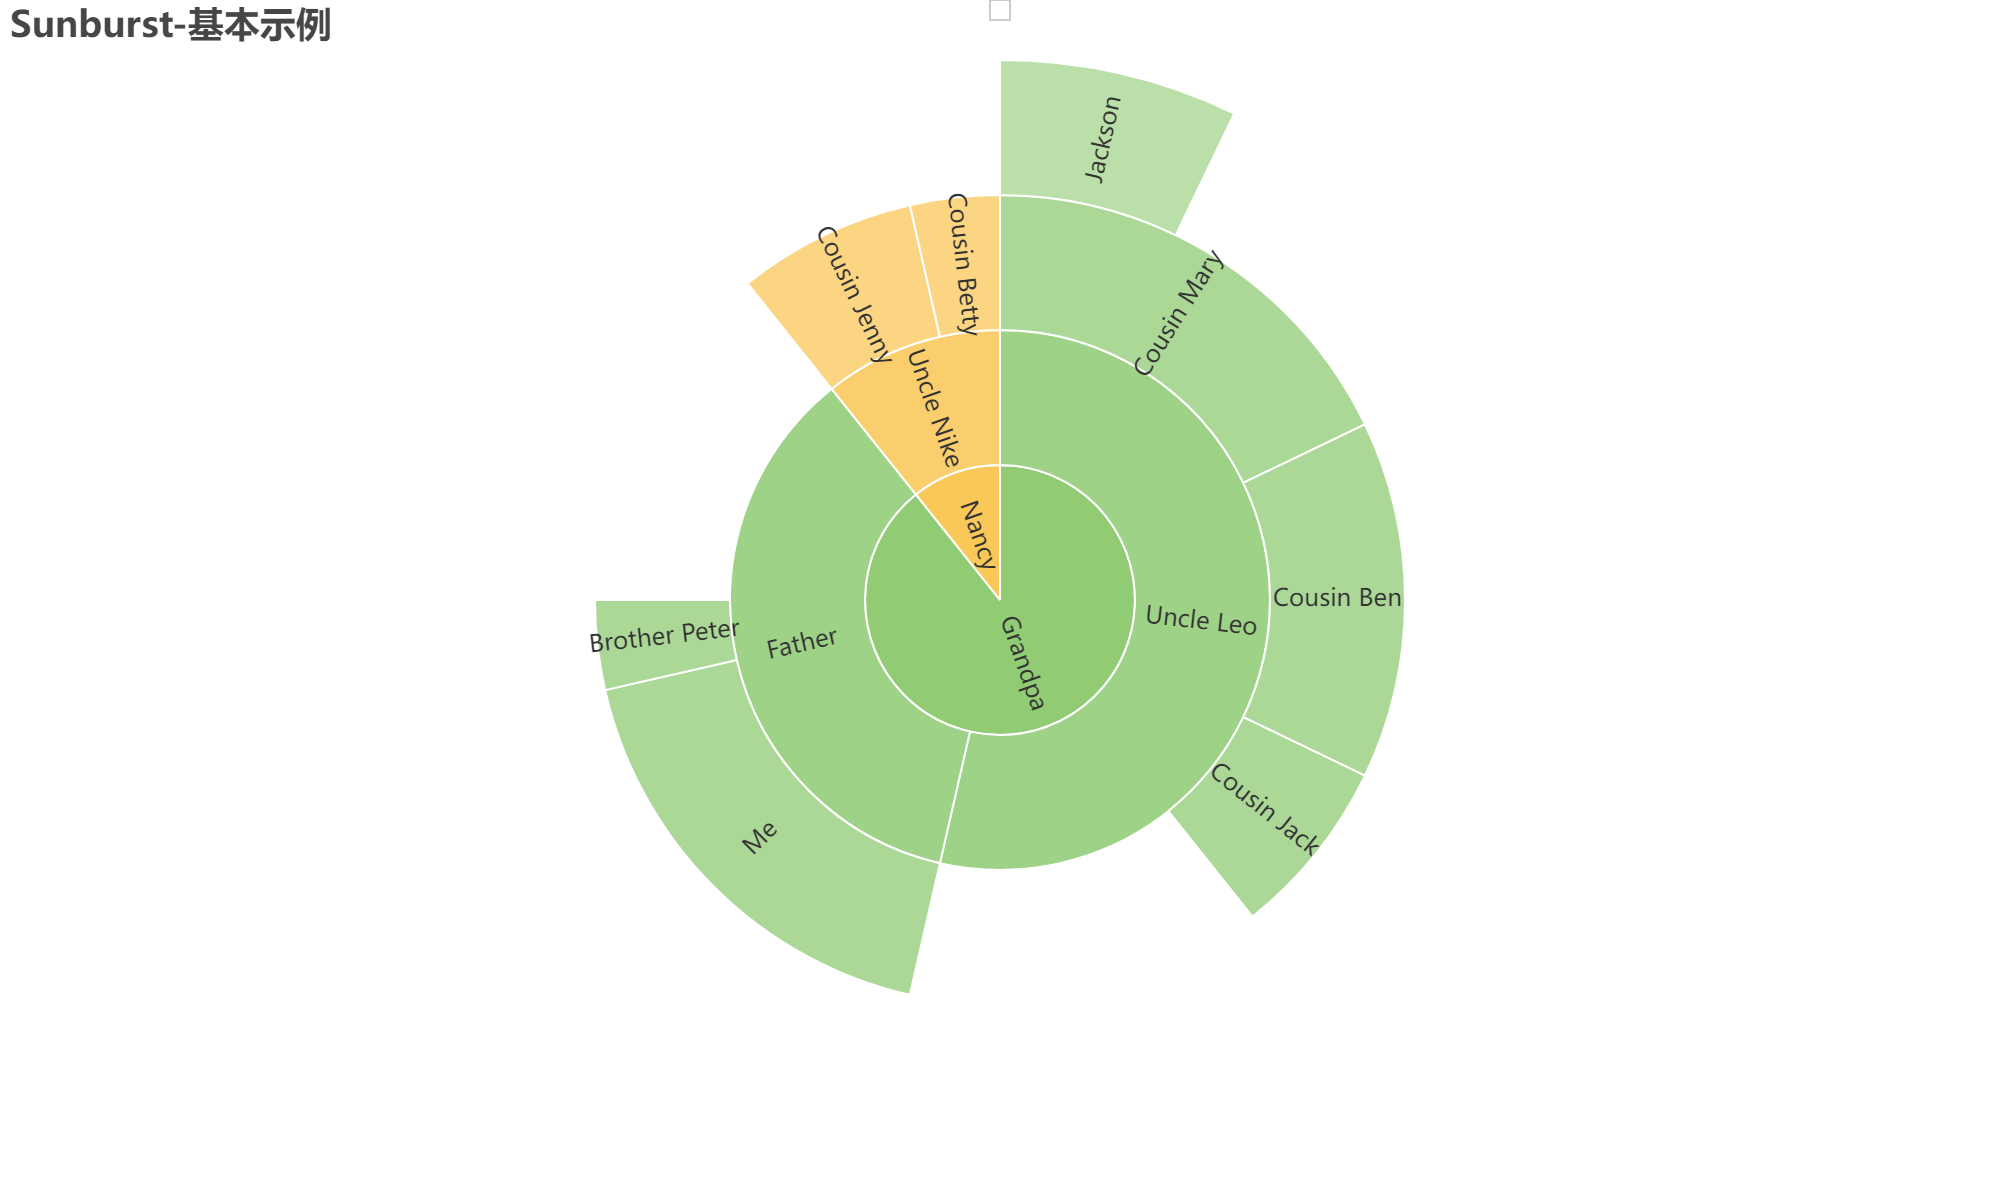 Sunburst-基本示例
Jackson
Cousin Mary
Cousin Betty
Cousin Jenny
Uncle Nike
Nancy
Cousin Ben
Uncle Leo
Grandpa
Father
Brother Peter
Cousin Jack
Me